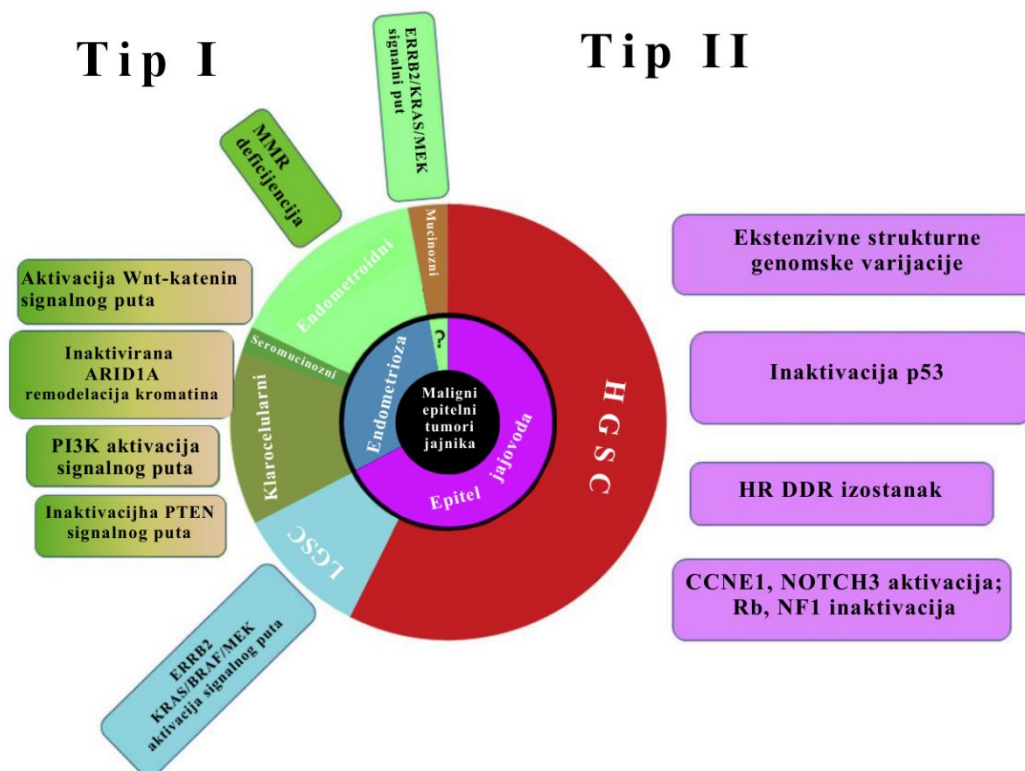 Tip I
Tip II
ERRB2/KRAS/MEK
signalni put
MMR
deficijencija
Aktivacija Wnt-katenin
signalnog puta
Inaktivirana
ARID1A
remodelacija kromatina
PI3K aktivacija
signalnog puta
Inaktivacijha PTEN
signalnog puta
ERRB2
KRAS/BRAF/MEK
aktivacija signalnog puta
Mucinozni
Endometroidni
Seromucinozni
Klarocelularni
LGSC
HGSC
Endometrioza
?
Epitel jajovoda
Maligni
epitelni
tumori
jajnika
Ekstenzivne strukturne
genomske varijacije
Inaktivacija p53
HR DDR izostanak
CCNE1, NOTCH3 aktivacija;
Rb, NF1 inaktivacija